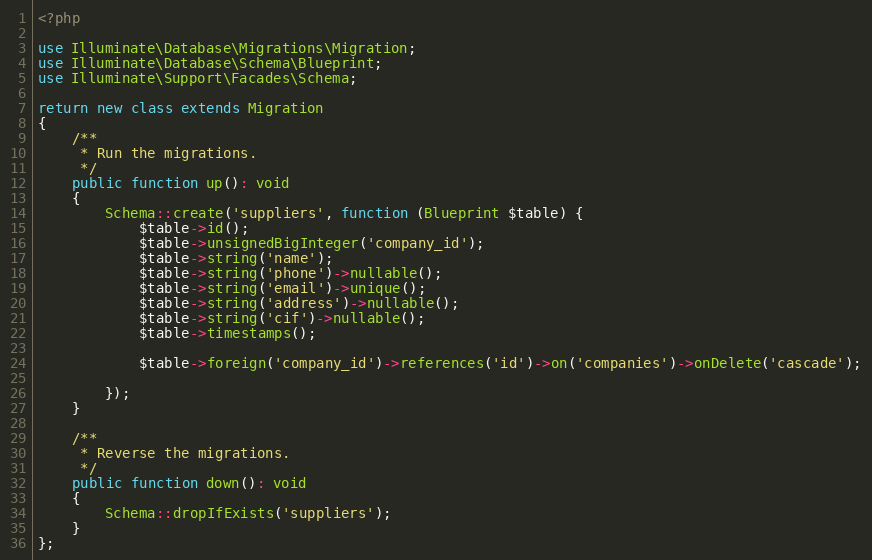 1 <?php
2
3 use Illuminate\Database\Migrations\Migration;
4 use Illuminate\Database\Schema\Blueprint;
5 use Illuminate\Support\Facades\Schema;
6
7 return new class extends Migration
8 {
9     /**
10      * Run the migrations.
11      */
12     public function up(): void
13     {
14         Schema::create('suppliers', function (Blueprint $table) {
15             $table->id();
16             $table->unsignedBigInteger('company_id');
17             $table->string('name');
18             $table->string('phone')->nullable();
19             $table->string('email')->unique();
20             $table->string('address')->nullable();
21             $table->string('cif')->nullable();
22             $table->timestamps();
23
24             $table->foreign('company_id')->references('id')->on('companies')->onDelete('cascade');
25
26         });
27     }
28
29     /**
30      * Reverse the migrations.
31      */
32     public function down(): void
33     {
34         Schema::dropIfExists('suppliers');
35     }
36 };